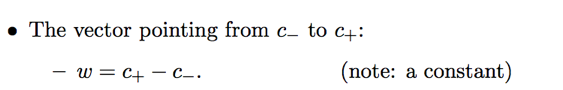 • The vector pointing from c₋ to c₊:
– w = c₊ − c₋. (note: a constant)